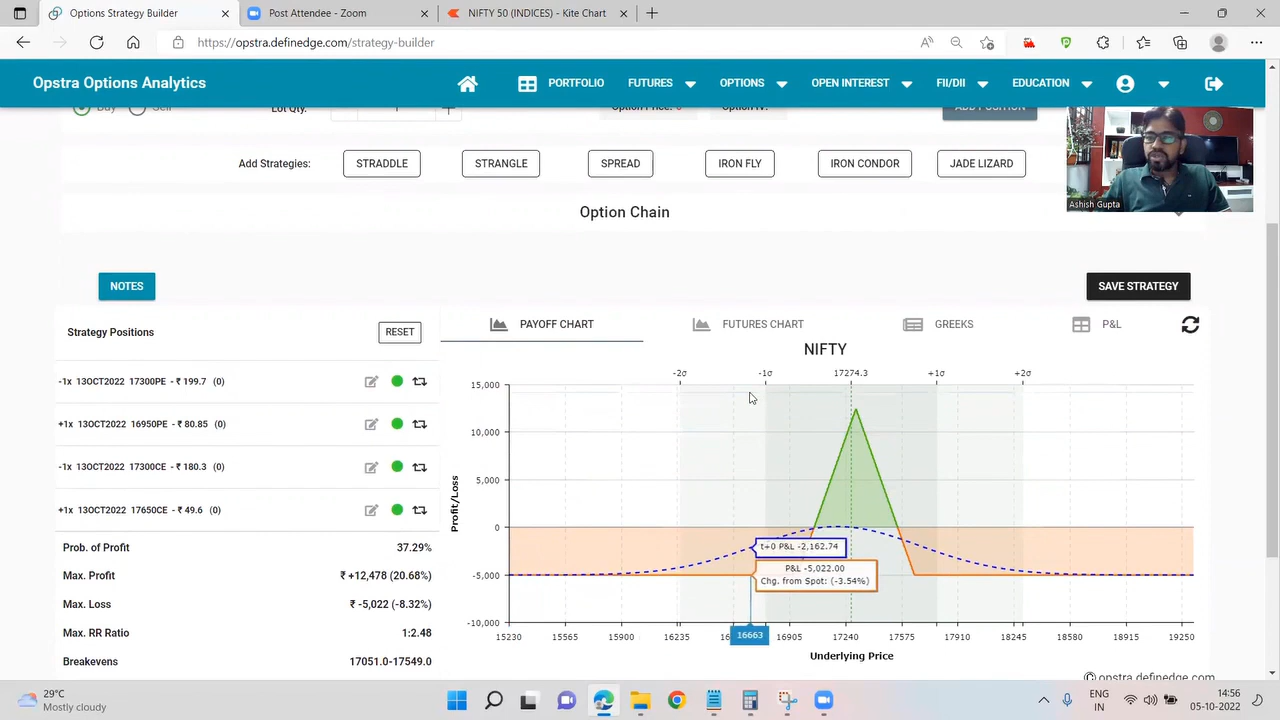 Options Strategy Builder
Post Attendee - Zoom
NIFTY 50 (INDICES) - Kite Chart
https://opstra.definedge.com/strategy-builder
Opstra Options Analytics
PORTFOLIO
FUTURES
OPTIONS
OPEN INTEREST
FII/DII
EDUCATION
Buy
Sell
Lot Qty.
ADD POSITION
Add Strategies:
STRADDLE
STRANGLE
SPREAD
IRON FLY
IRON CONDOR
JADE LIZARD
Ashish Gupta
Option Chain
NOTES
SAVE STRATEGY
Strategy Positions
RESET
PAYOFF CHART
FUTURES CHART
GREEKS
P&L
NIFTY
-2σ
-1σ
17274.3
+1σ
+2σ
-1x 13OCT2022 17300PE - ₹ 199.7 (0)
+1x 13OCT2022 16950PE - ₹ 80.85 (0)
-1x 13OCT2022 17300CE - ₹ 180.3 (0)
+1x 13OCT2022 17650CE - ₹ 49.6 (0)
Prob. of Profit 37.29%
Max. Profit ₹ +12,478 (20.68%)
Max. Loss ₹ -5,022 (-8.32%)
Max. RR Ratio 1:2.48
Breakevens 17051.0-17549.0
Profit/Loss
15,000
10,000
5,000
0
-5,000
-10,000
t+0 P&L -2,162.74
P&L -5,022.00
Chg. from Spot: (-3.54%)
16663
15230 15565 15900 16235 16905 17240 17575 17910 18245 18580 18915 19250
Underlying Price
© opstra.definedge.com
29°C
Mostly cloudy
ENG
IN
14:56
05-10-2022